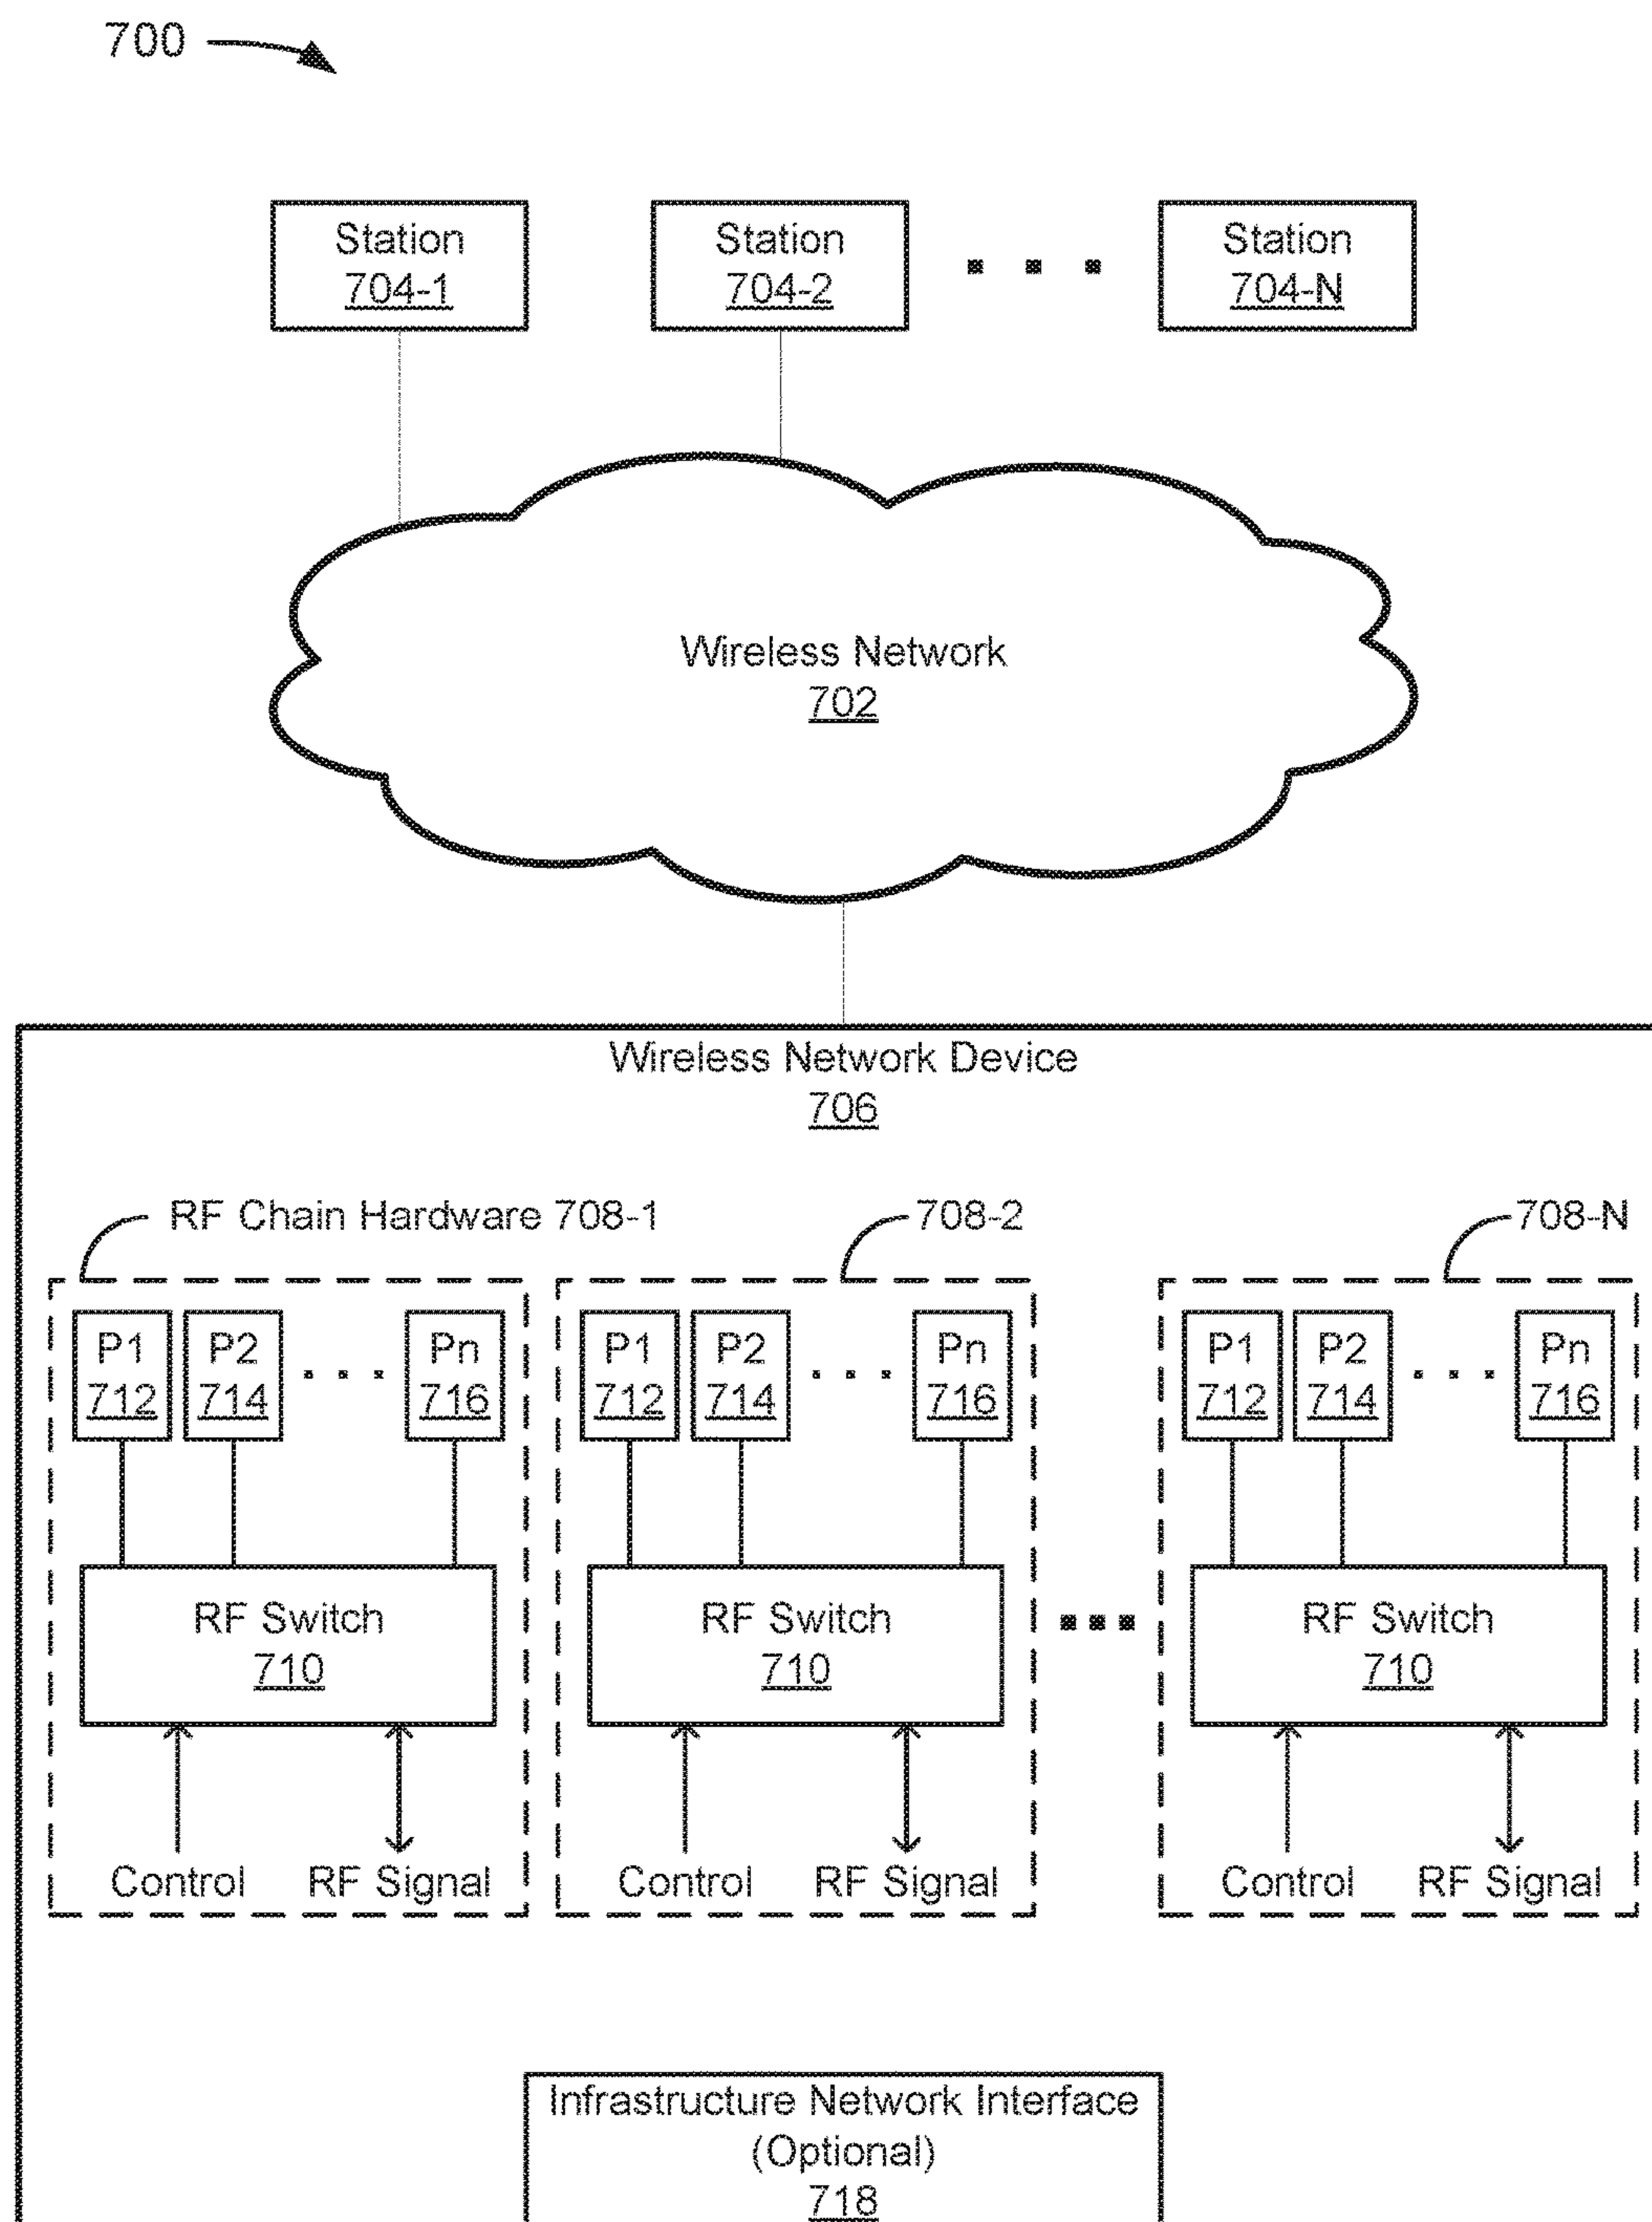 700
Station Station Station
704-1 704-2 704-N
Wireless Network
702
Wireless Network Device
706
RF Chain Hardware 708-1 708-2 708-N
P1 P2 Pn P1 P2 Pn P1 P2 Pn
712 714 716 712 714 716 712 714 716
RF Switch RF Switch RF Switch
710 710 710
Control RF Signal Control RF Signal Control RF Signal
Infrastructure Network Interface
(Optional)
718